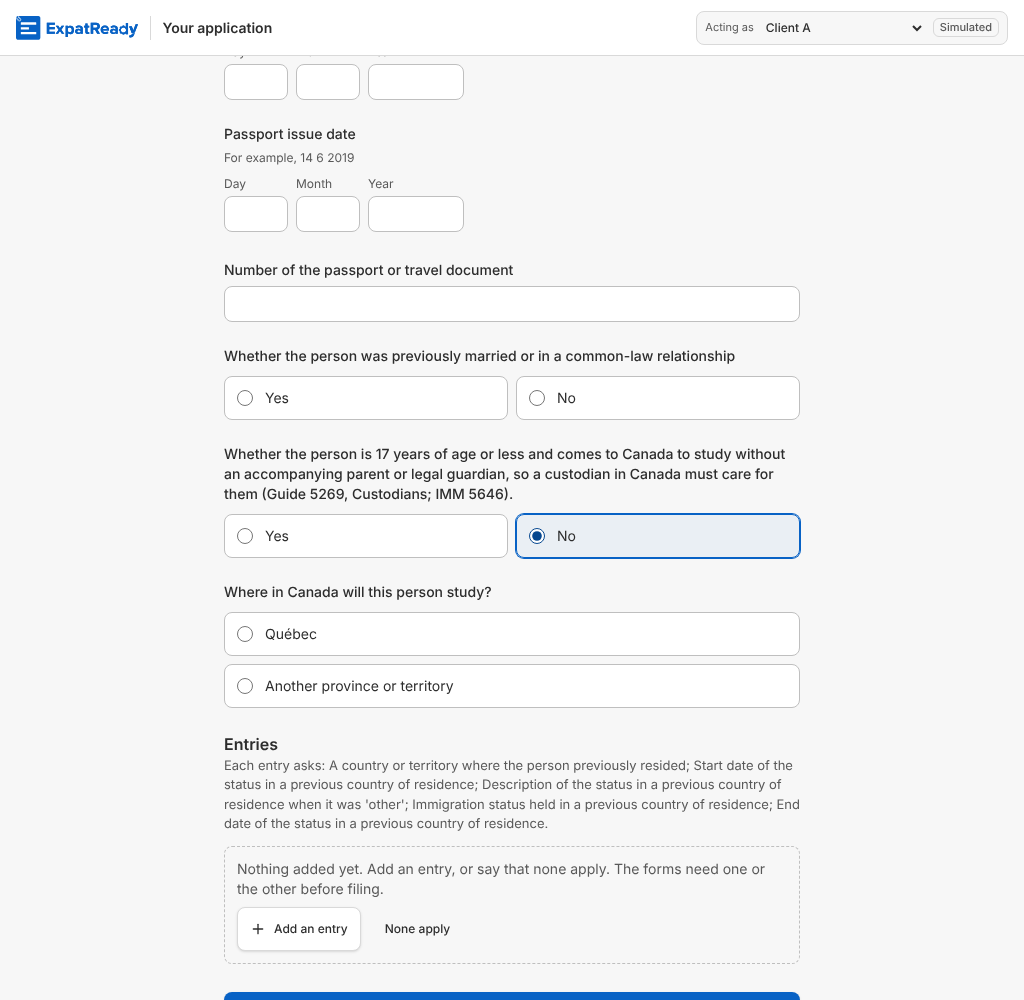 ExpatReady
Your application
Acting as
Client A
Simulated
Passport issue date
For example, 14 6 2019
Day
Month
Year
Number of the passport or travel document
Whether the person was previously married or in a common-law relationship
Yes
No
Whether the person is 17 years of age or less and comes to Canada to study without
an accompanying parent or legal guardian, so a custodian in Canada must care for
them (Guide 5269, Custodians; IMM 5646).
Yes
No
Where in Canada will this person study?
Québec
Another province or territory
Entries
Each entry asks: A country or territory where the person previously resided; Start date of the
status in a previous country of residence; Description of the status in a previous country of
residence when it was 'other'; Immigration status held in a previous country of residence; End
date of the status in a previous country of residence.
Nothing added yet. Add an entry, or say that none apply. The forms need one or
the other before filing.
+ Add an entry
None apply